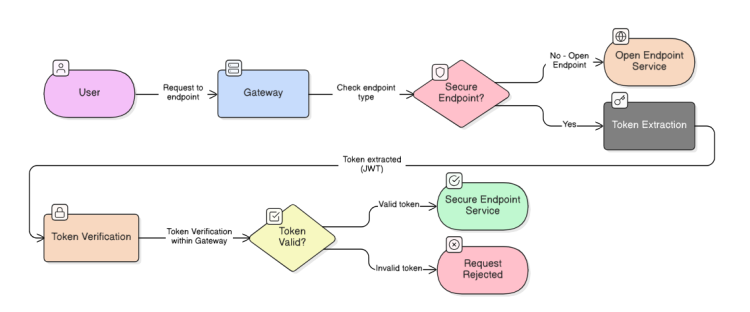 User
Request to
endpoint
Gateway
Check endpoint
type
Secure
Endpoint?
No - Open
Endpoint
Open Endpoint
Service
Yes
Token Extraction
Token extracted
(JWT)
Token Verification
Token Verification
within Gateway
Token
Valid?
Valid token
Secure Endpoint
Service
Invalid token
Request
Rejected